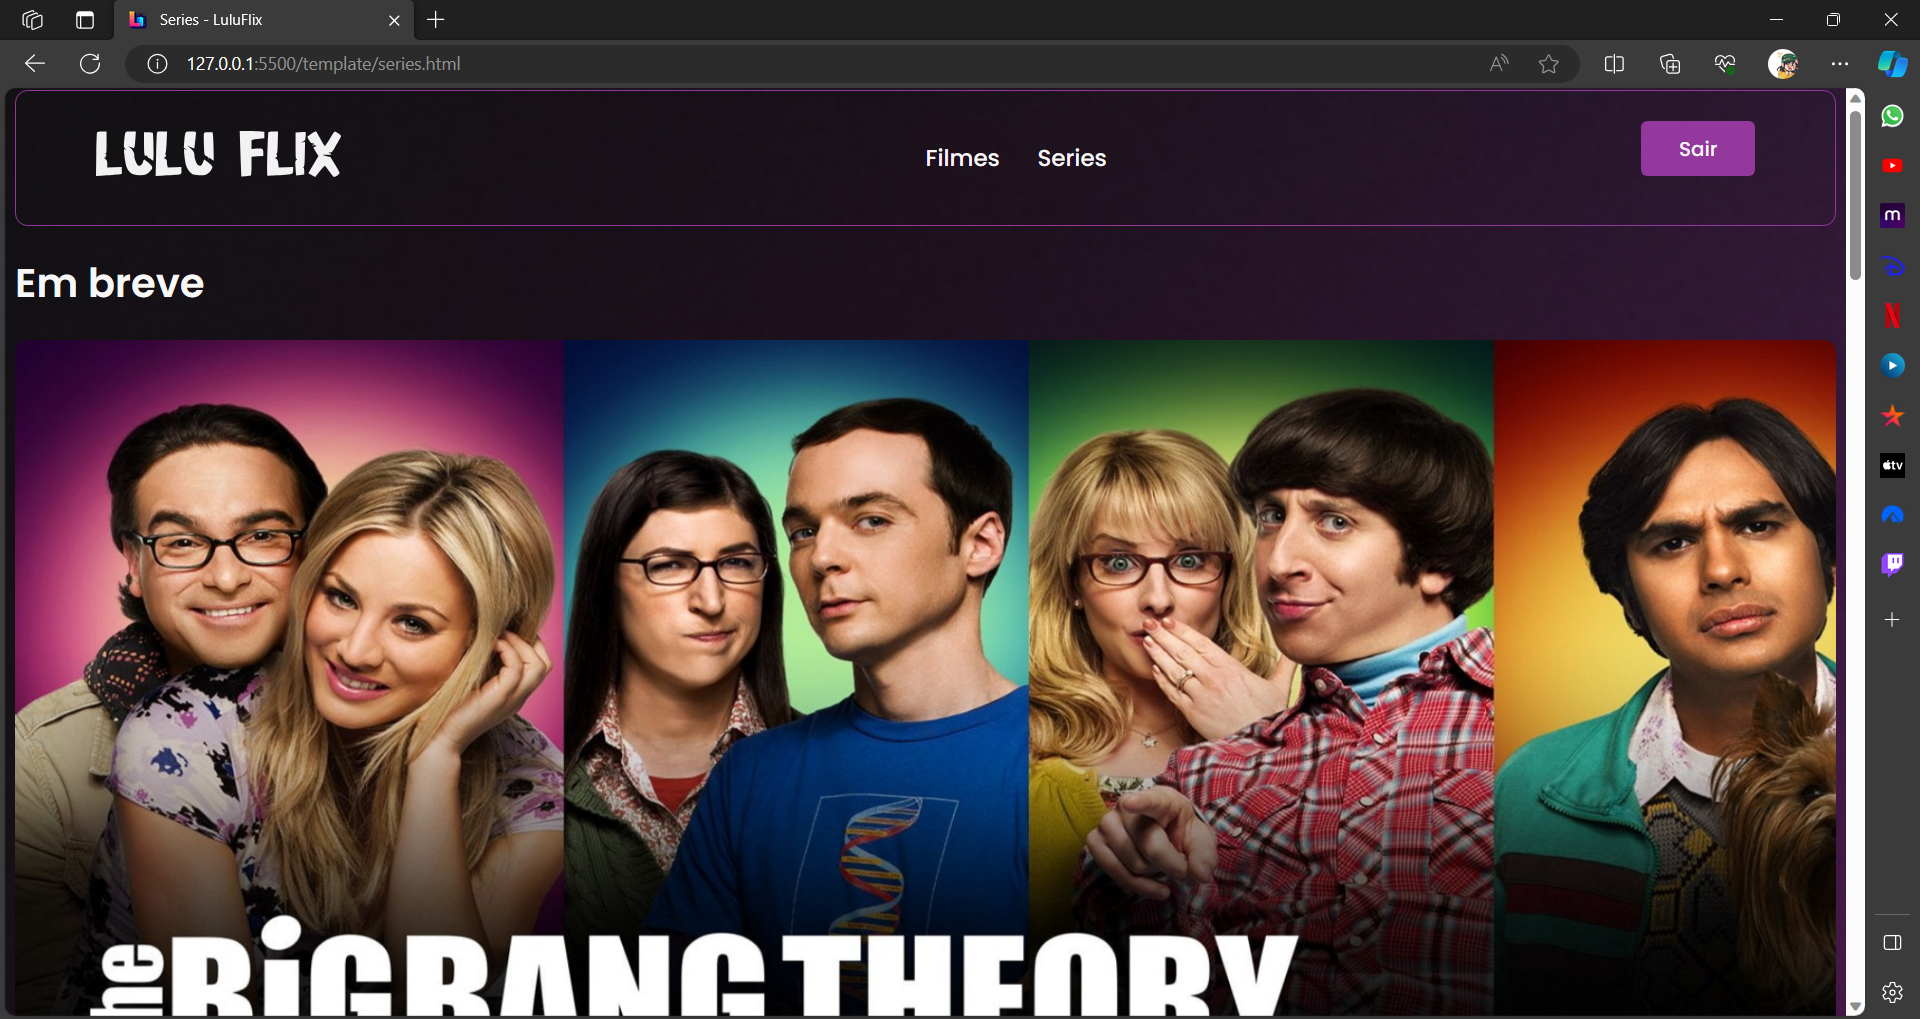 Series - LuluFlix
127.0.0.1:5500/template/series.html
LULU FLIX
Filmes Series
Sair
Em breve
the BiG BANG THEORY
m
N
tv